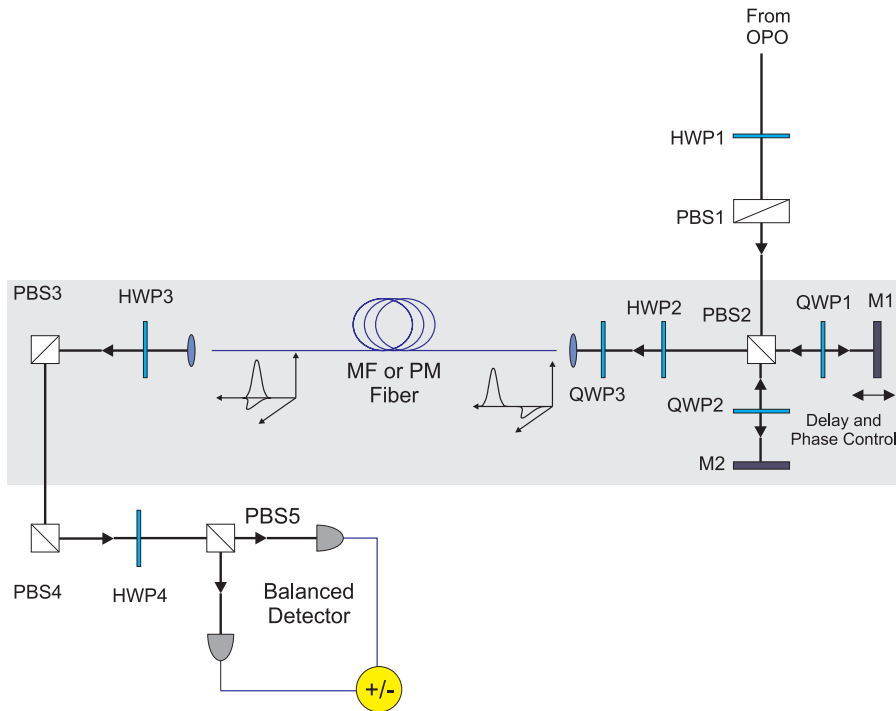 From
OPO
HWP1
PBS1
PBS3
HWP3
HWP2
PBS2
QWP1
M1
MF or PM
Fiber
QWP3
QWP2
Delay and
Phase Control
M2
PBS5
PBS4
HWP4
Balanced
Detector
+/-